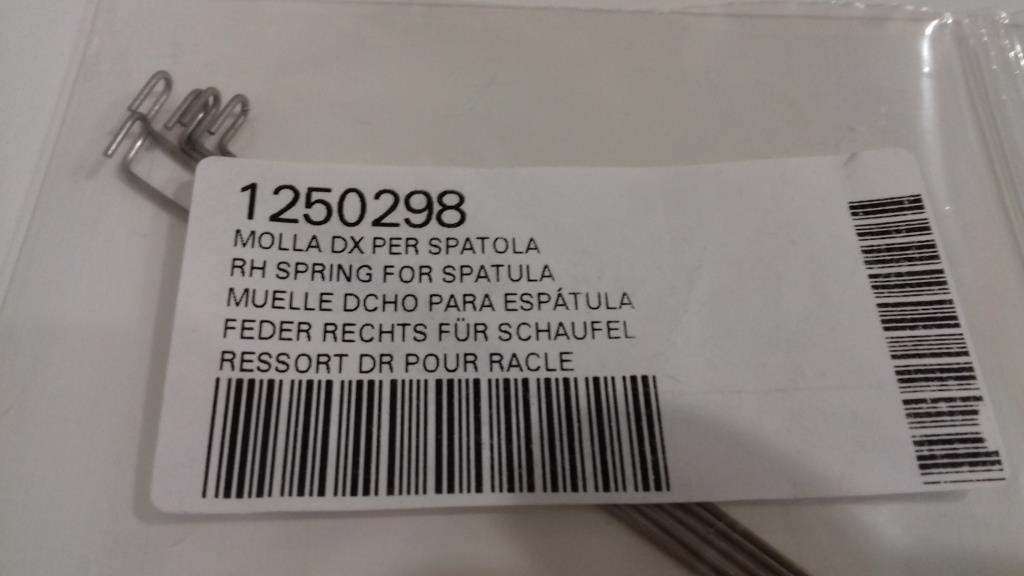 1250298
MOLLA DX PER SPATOLA
RH SPRING FOR SPATULA
MUELLE DCHO PARA ESPÁTULA
FEDER RECHTS FÜR SCHAUFEL
RESSORT DR POUR RACLE